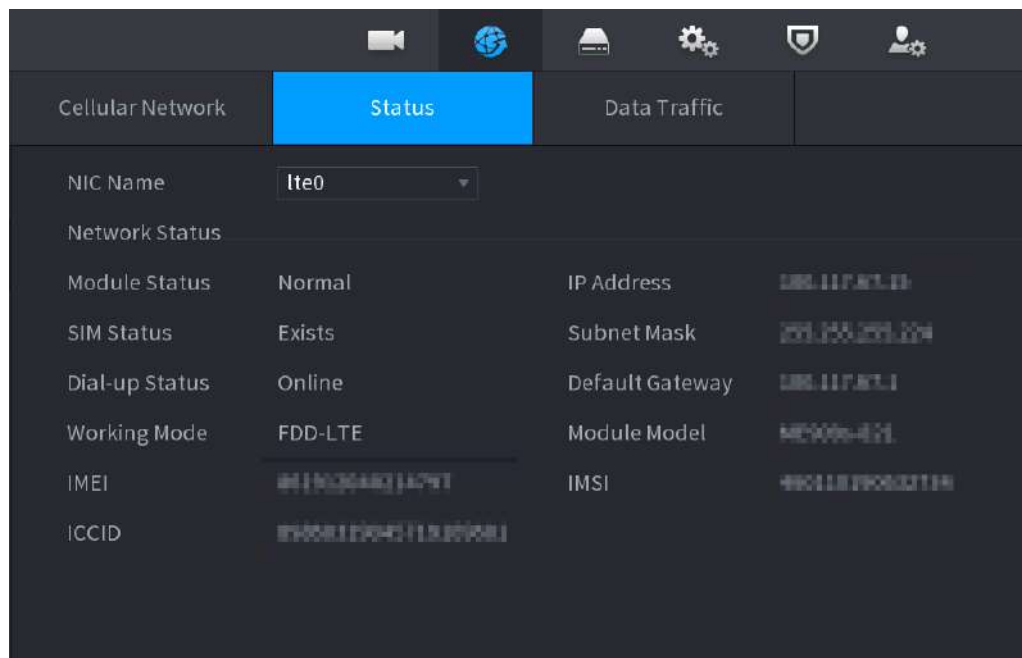 Cellular Network Status Data Traffic
NIC Name lte0
Network Status
Module Status Normal IP Address
SIM Status Exists Subnet Mask
Dial-up Status Online Default Gateway
Working Mode FDD-LTE Module Model
IMEI IMSI
ICCID